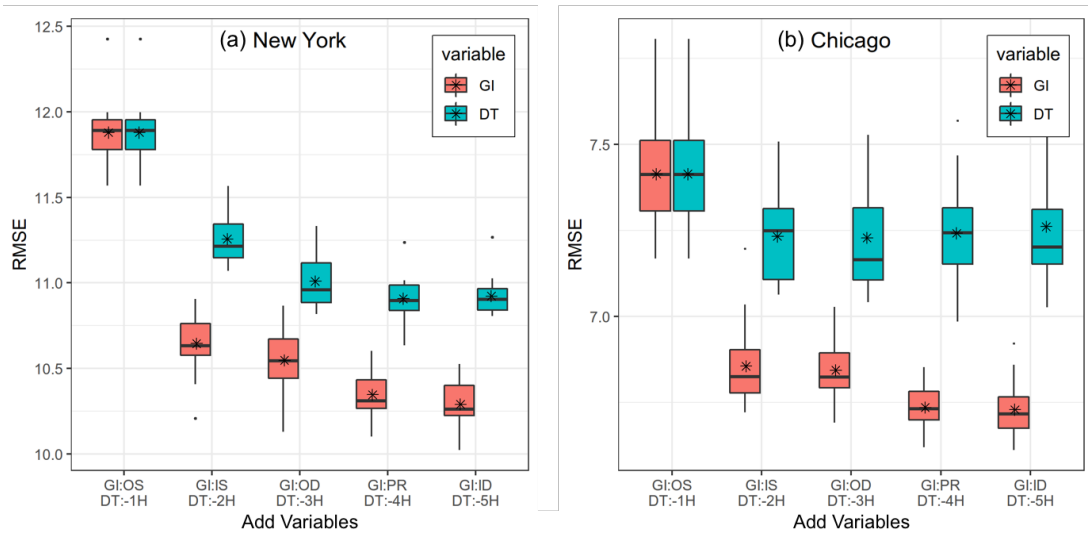 (a) New York
variable
GI
DT
RMSE
12.5
12.0
11.5
11.0
10.5
10.0
GI:OS GI:IS GI:OD GI:PR GI:ID
DT:-1H DT:-2H DT:-3H DT:-4H DT:-5H
Add Variables
(b) Chicago
variable
GI
DT
RMSE
7.5
7.0
GI:OS GI:IS GI:OD GI:PR GI:ID
DT:-1H DT:-2H DT:-3H DT:-4H DT:-5H
Add Variables